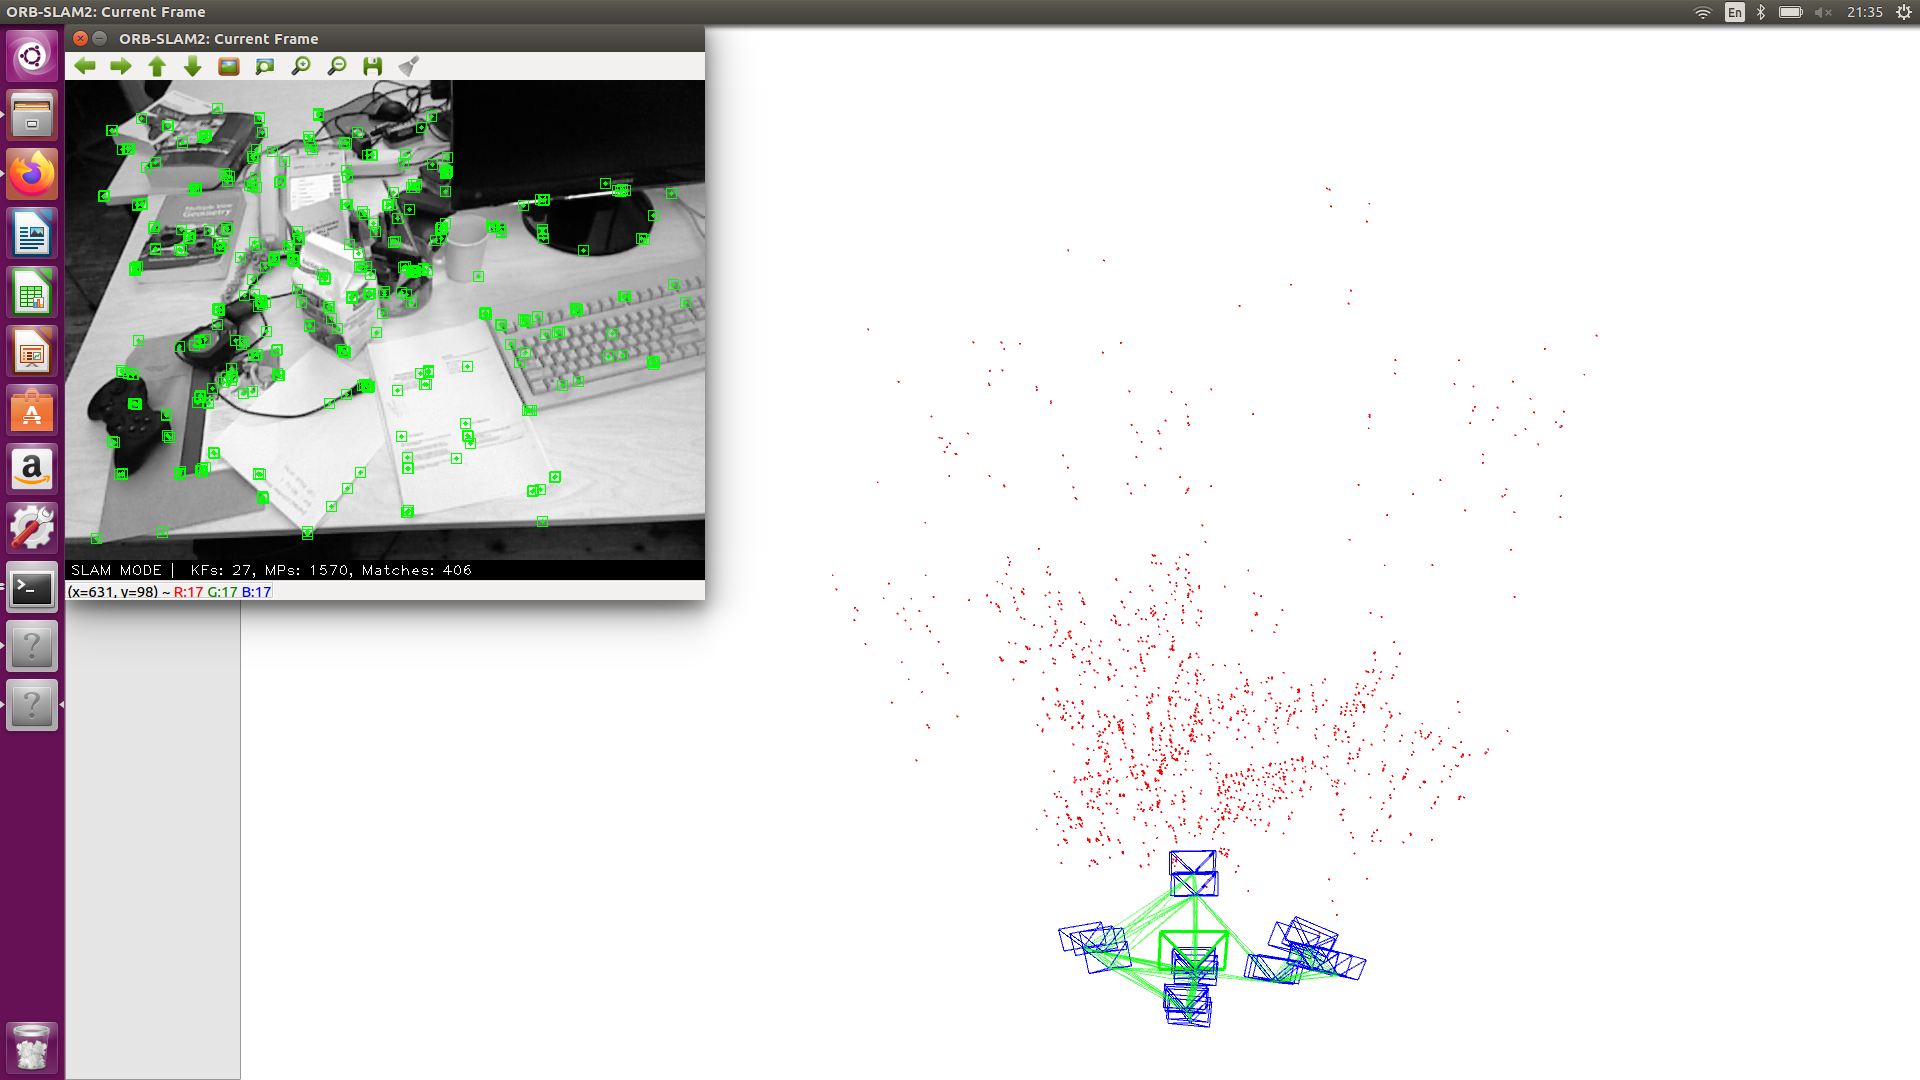 ORB-SLAM2: Current Frame
En
21:35
ORB-SLAM2: Current Frame
Geometry
SLAM MODE | KFs: 27, MPs: 1570, Matches: 406
(x=631, y=98) ~ R:17 G:17 B:17